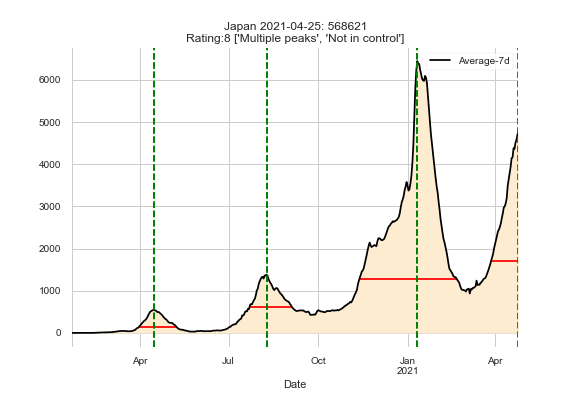 Japan 2021-04-25: 568621
Rating:8 ['Multiple peaks', 'Not in control']
Average-7d
6000
5000
4000
3000
2000
1000
0
Apr
Jul
Oct
Jan
2021
Apr
Date